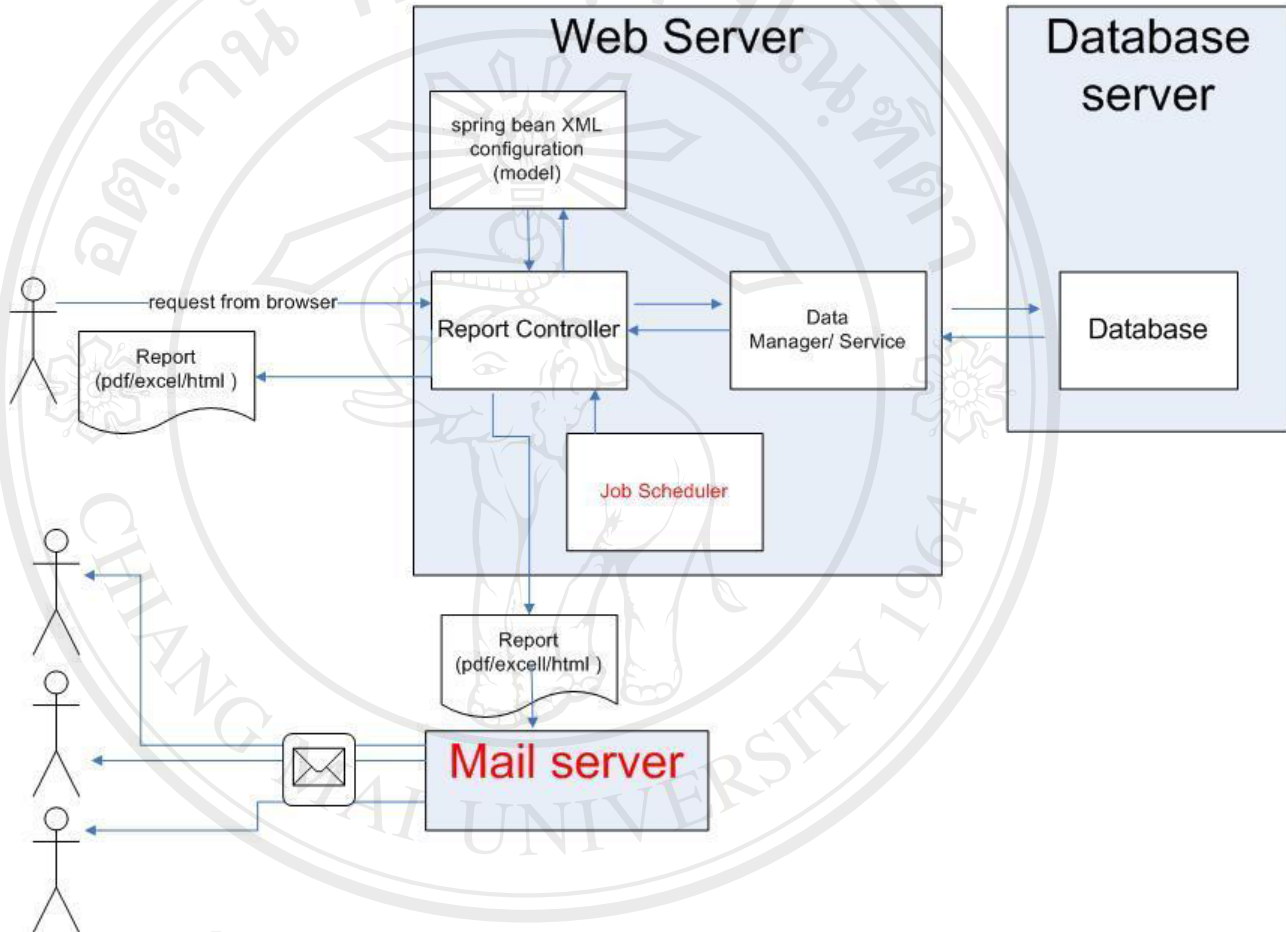 Web Server
Database
server
spring bean XML
configuration
(model)
request from browser
Report Controller
Data
Manager/ Service
Database
Report
(pdf/excel/html )
Job Scheduler
Report
(pdf/excell/html )
Mail server
CHIANG MAI UNIVERSITY 1964